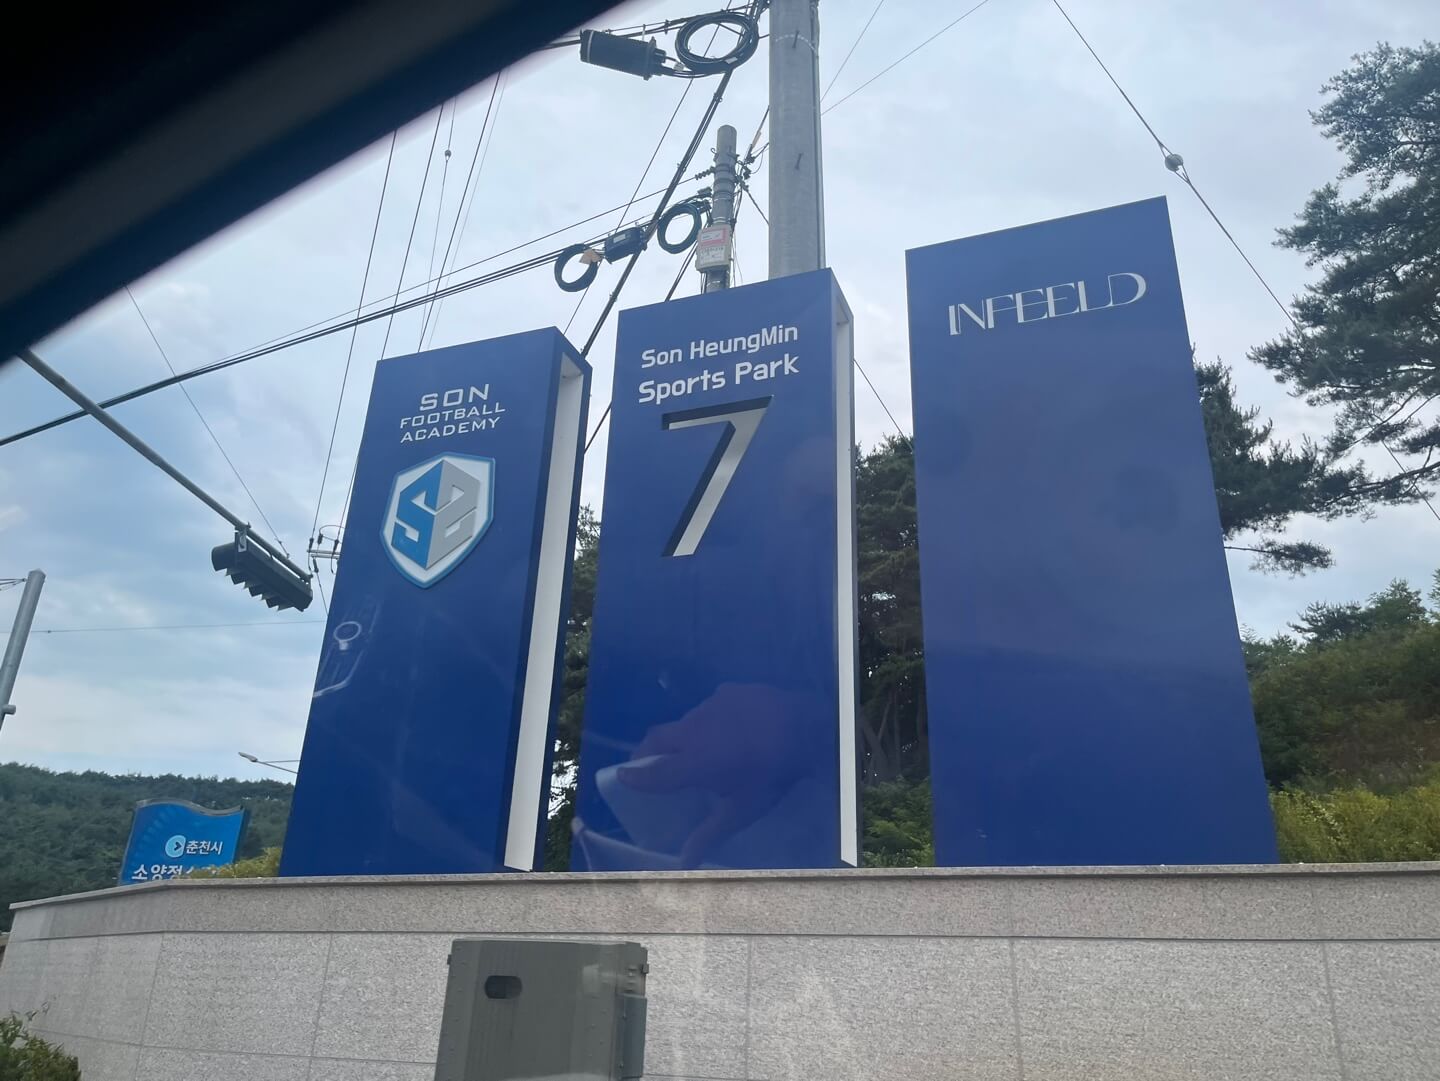 SON
FOOTBALL
ACADEMY
Son HeungMin
Sports Park
7
INFEELD
춘천시